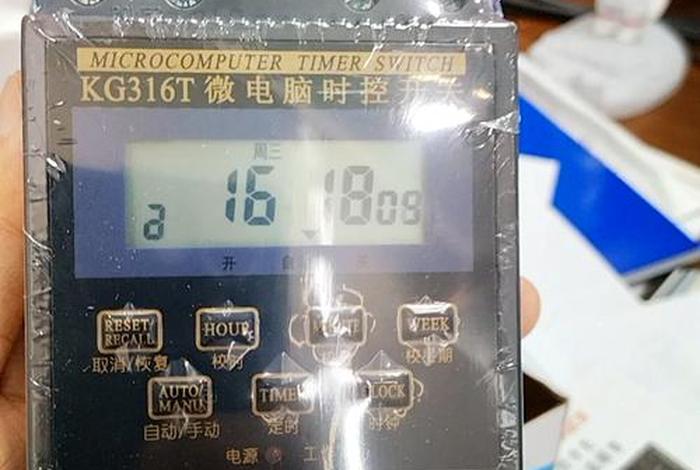 MICROCOMPUTER TIMER SWITCH
KG316T 微电脑时控开关
周三
a 16 18 09
开 自 关
RESET RECALL HOUR MINUTE WEEK
取消/恢复 校时 校星期
AUTO/ MANU TIMER CLOCK
自动/手动 定时 时钟
电源 工